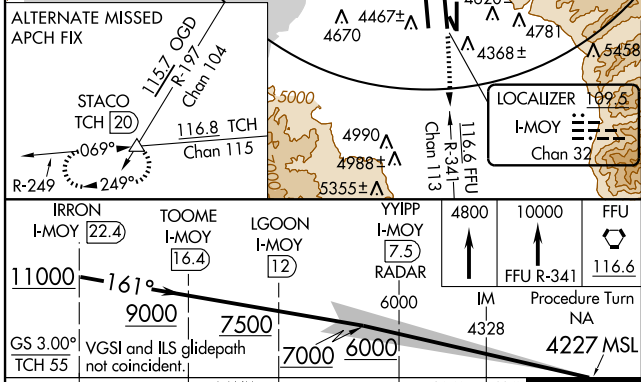 ALTERNATE MISSED
APCH FIX
115.7 OGD
R-197
Chan 104
STACO
TCH 20
116.8 TCH
Chan 115
069°
249°
R-249
4670
4467±
4781
4368±
5458
5000
4990
4988±
5355±
116.6 FFU
R-341
Chan 113
LOCALIZER 109.5
I-MOY
Chan 32
IRRON
I-MOY 22.4
TOOME
I-MOY
16.4
LGOON
I-MOY
12
YYIPP
I-MOY
7.5
RADAR
4800
10000
FFU R-341
FFU
116.6
11000
161°
9000
7500
7000
6000
6000
IM
4328
Procedure Turn
NA
4227 MSL
GS 3.00°
TCH 55
VGSI and ILS glidepath
not coincident.